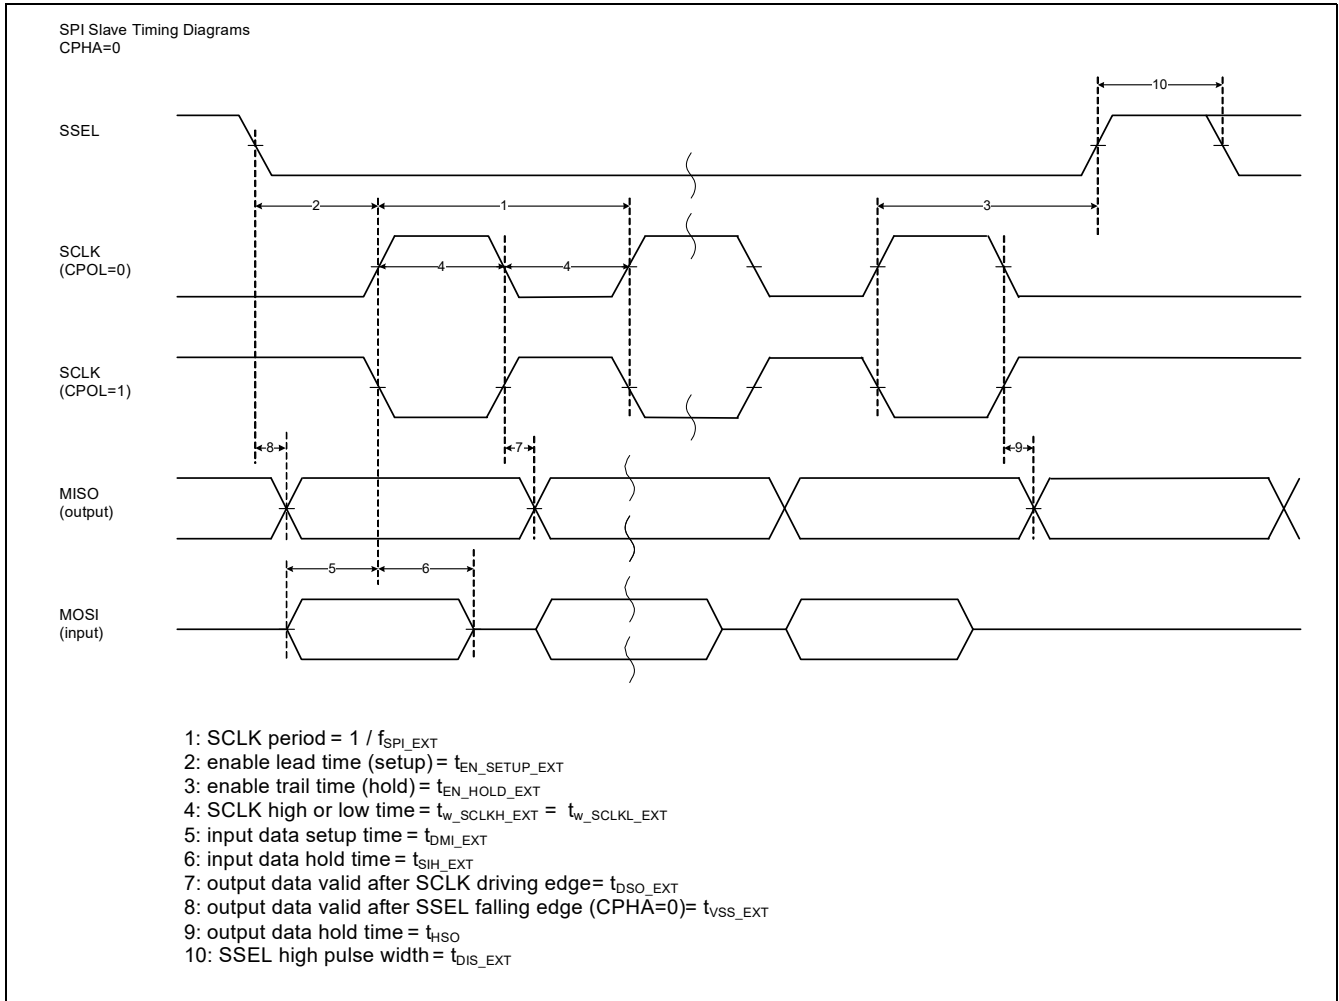 SPI Slave Timing Diagrams
CPHA=0
10
SSEL
2
1
3
SCLK
(CPOL=0)
4
4
SCLK
(CPOL=1)
8
7
9
MISO
(output)
5
6
MOSI
(input)
1: SCLK period = 1 / fSPI_EXT
2: enable lead time (setup) = tEN_SETUP_EXT
3: enable trail time (hold) = tEN_HOLD_EXT
4: SCLK high or low time = tw_SCLKH_EXT = tw_SCLKL_EXT
5: input data setup time = tDMI_EXT
6: input data hold time = tSIH_EXT
7: output data valid after SCLK driving edge= tDSO_EXT
8: output data valid after SSEL falling edge (CPHA=0)= tVSS_EXT
9: output data hold time = tHSO
10: SSEL high pulse width = tDIS_EXT